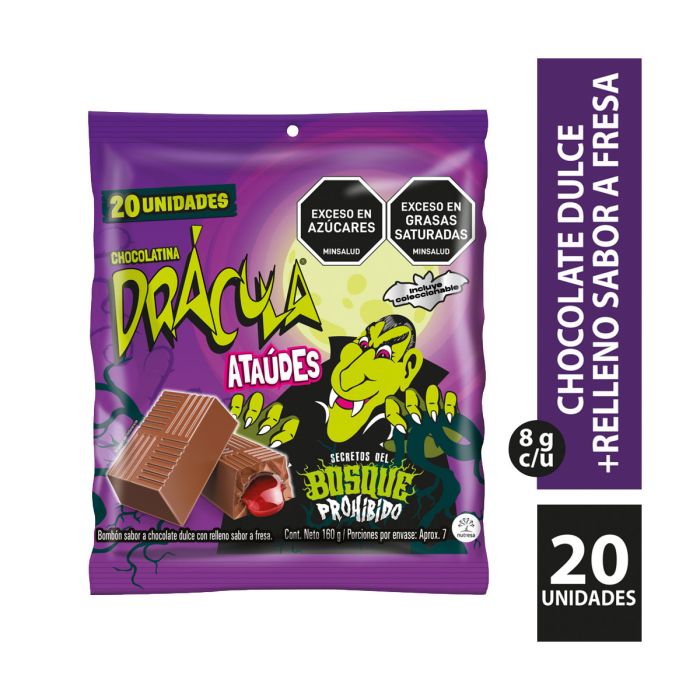 20 UNIDADES
EXCESO EN
AZÚCARES
MINSALUD
EXCESO EN
GRASAS
SATURADAS
MINSALUD
CHOCOLATINA
DRÁCULA®
Incluye
coleccionable
ATAÚDES
SECRETOS DEL
BOSQUE
PROHIBIDO
Bombón sabor a chocolate dulce con relleno sabor a fresa.
Cont. Neto 160 g / Porciones por envase: Aprox. 7
nutresa
CHOCOLATE DULCE
+RELLENO SABOR A FRESA
8 g
c/u
20
UNIDADES